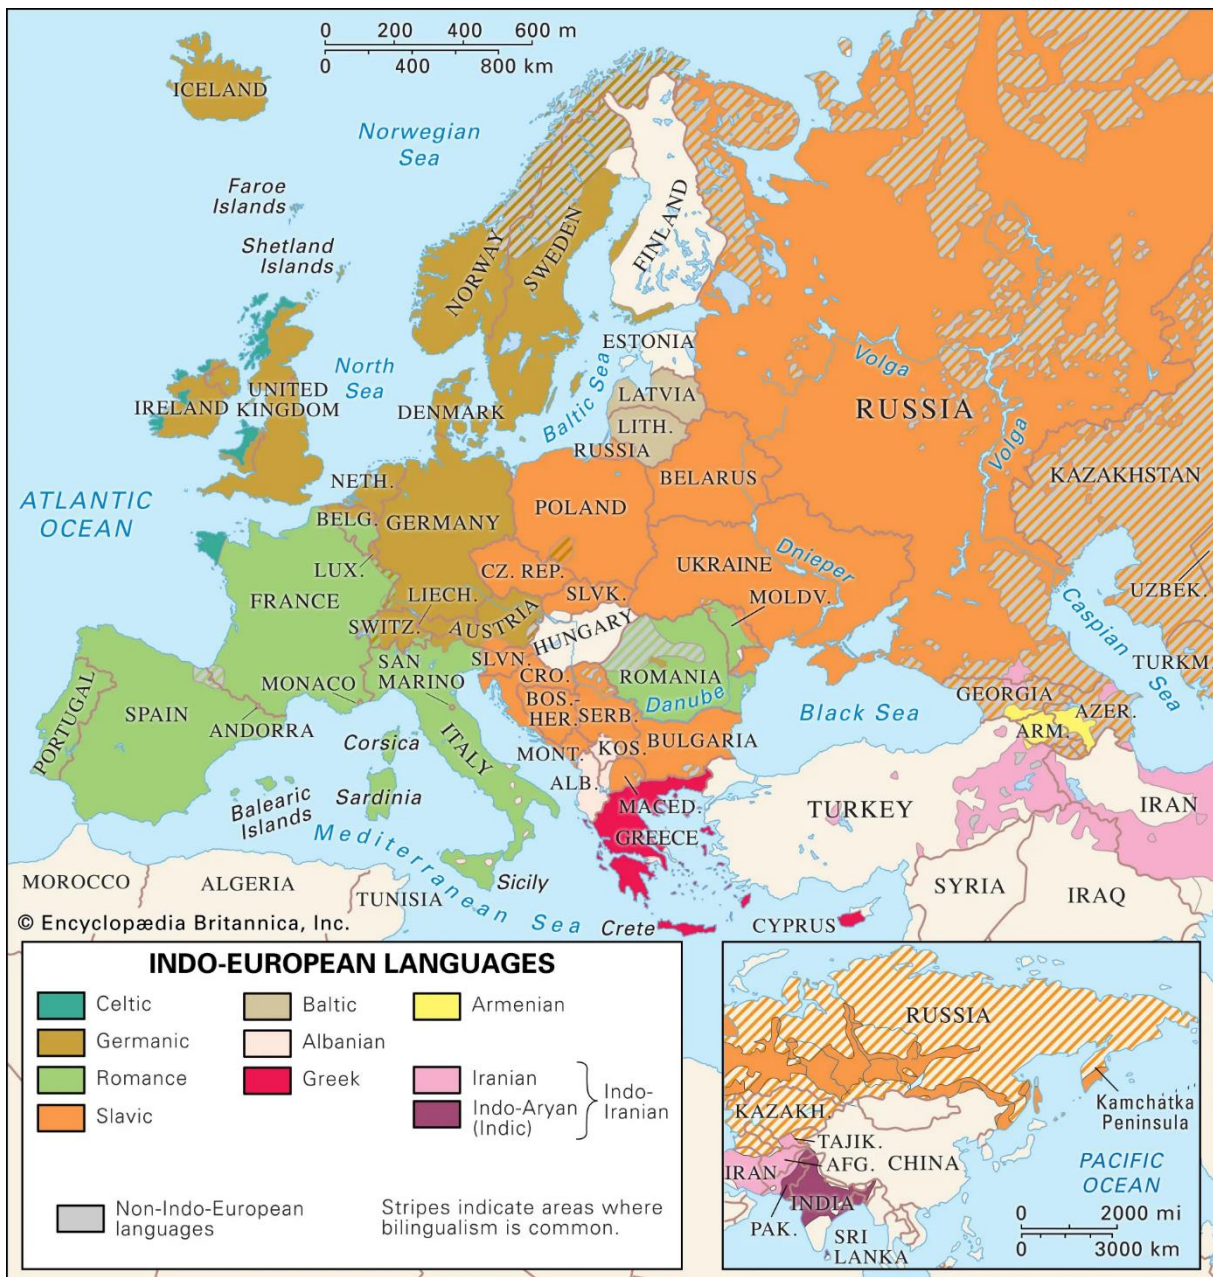 0 200 400 600 m
0 400 800 km
ICELAND
Norwegian
Sea
Faroe
Islands
Shetland
Islands
NORWAY
SWEDEN
FINLAND
ESTONIA
North
Sea
Baltic Sea
LATVIA
LITH.
RUSSIA
Volga
RUSSIA
Volga
IRELAND
UNITED
KINGDOM
DENMARK
NETH.
BELG.
GERMANY
POLAND
BELARUS
KAZAKHSTAN
ATLANTIC
OCEAN
LUX.
CZ. REP.
UKRAINE
Dnieper
FRANCE
LIECH.
SLVK.
MOLDV.
UZBEK.
SWITZ.
AUSTRIA
HUNGARY
Caspian Sea
SAN
MARINO
SLVN.
CRO.
ROMANIA
TURKM.
MONACO
BOS.-
HER.
SERB.
Danube
Black Sea
GEORGIA
AZER.
ARM.
PORTUGAL
SPAIN
ANDORRA
Corsica
ITALY
MONT.
KOS.
BULGARIA
ALB.
Balearic
Islands
Sardinia
MACED.
GREECE
TURKEY
IRAN
Mediterranean Sea
MOROCCO
ALGERIA
TUNISIA
Sicily
SYRIA
IRAQ
Crete
CYPRUS
© Encyclopædia Britannica, Inc.
INDO-EUROPEAN LANGUAGES
Celtic
Germanic
Romance
Slavic
Baltic
Albanian
Greek
Armenian
Iranian
Indo-Aryan
(Indic)
Indo-
Iranian
Non-Indo-European
languages
Stripes indicate areas where
bilingualism is common.
RUSSIA
KAZAKH.
Kamchatka
Peninsula
TAJIK.
AFG.
CHINA
IRAN
PAK.
INDIA
SRI
LANKA
PACIFIC
OCEAN
0 2000 mi
0 3000 km